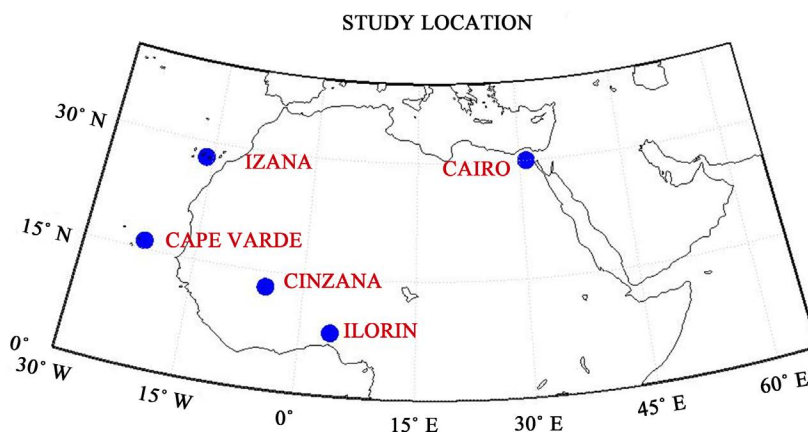 STUDY LOCATION
30° N
IZANA
CAIRO
15° N
CAPE VARDE
CINZANA
ILORIN
0°
30° W
15° W
0°
15° E
30° E
45° E
60° E